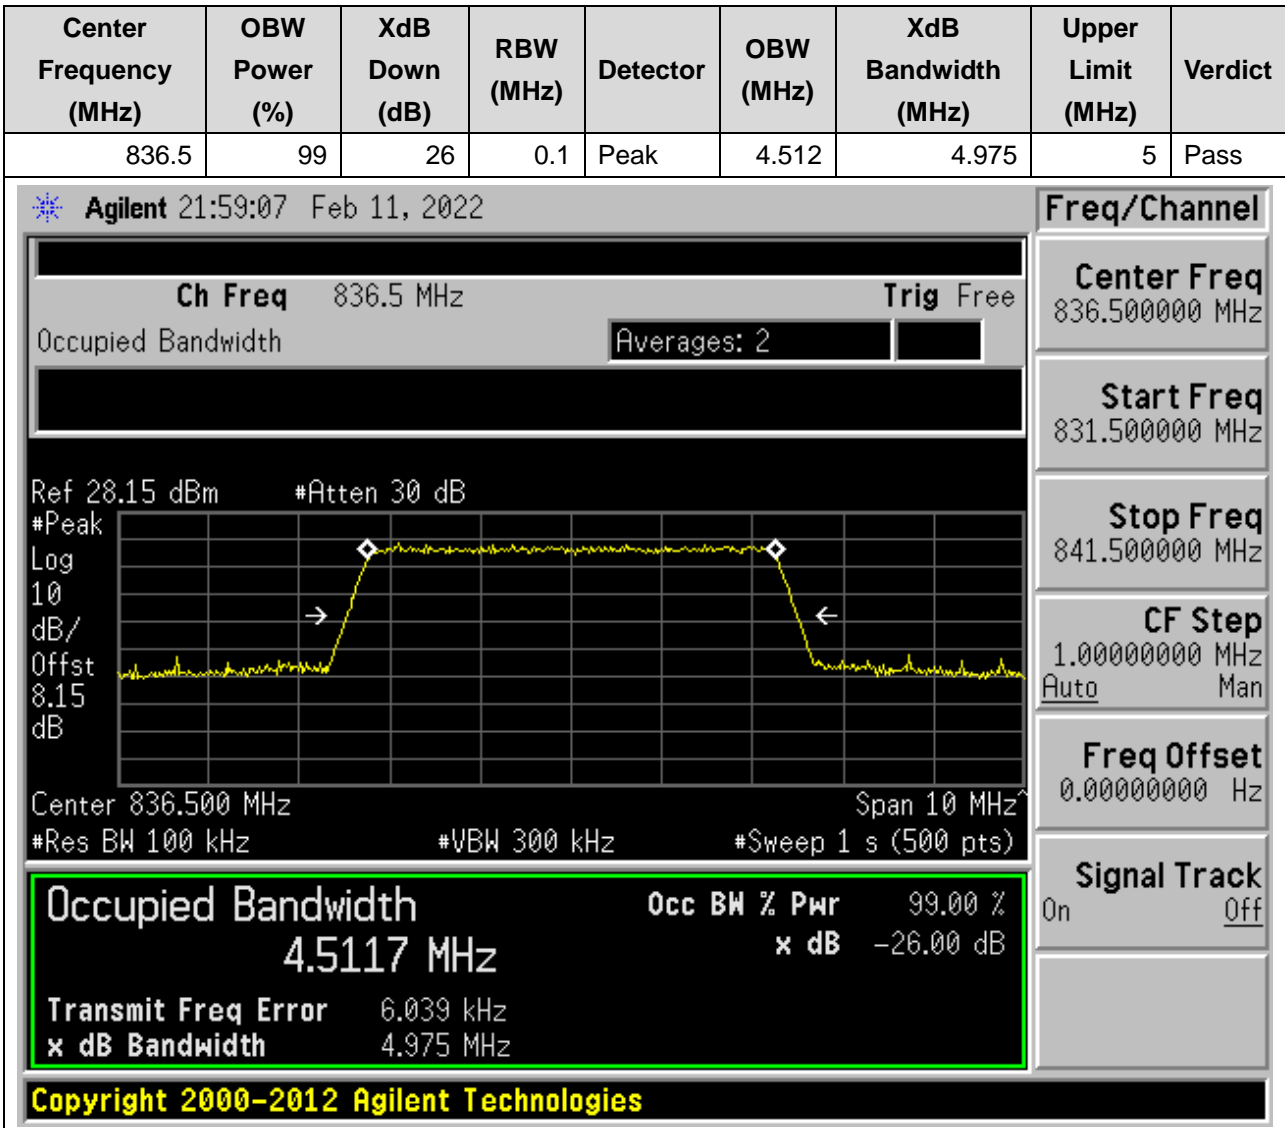 Center Frequency (MHz) OBW Power (%) XdB Down (dB) RBW (MHz) Detector OBW (MHz) XdB Bandwidth (MHz) Upper Limit (MHz) Verdict
836.5 99 26 0.1 Peak 4.512 4.975 5 Pass
Agilent 21:59:07 Feb 11, 2022
Ch Freq 836.5 MHz Trig Free
Occupied Bandwidth Averages: 2
Ref 28.15 dBm #Atten 30 dB
#Peak
Log
10
dB/
Offst
8.15
dB
Center 836.500 MHz Span 10 MHz^
#Res BW 100 kHz #VBW 300 kHz #Sweep 1 s (500 pts)
Occupied Bandwidth Occ BW % Pwr 99.00 %
4.5117 MHz x dB -26.00 dB
Transmit Freq Error 6.039 kHz
x dB Bandwidth 4.975 MHz
Copyright 2000-2012 Agilent Technologies
Freq/Channel
Center Freq
836.500000 MHz
Start Freq
831.500000 MHz
Stop Freq
841.500000 MHz
CF Step
1.00000000 MHz
Auto Man
Freq Offset
0.00000000 Hz
Signal Track
On Off